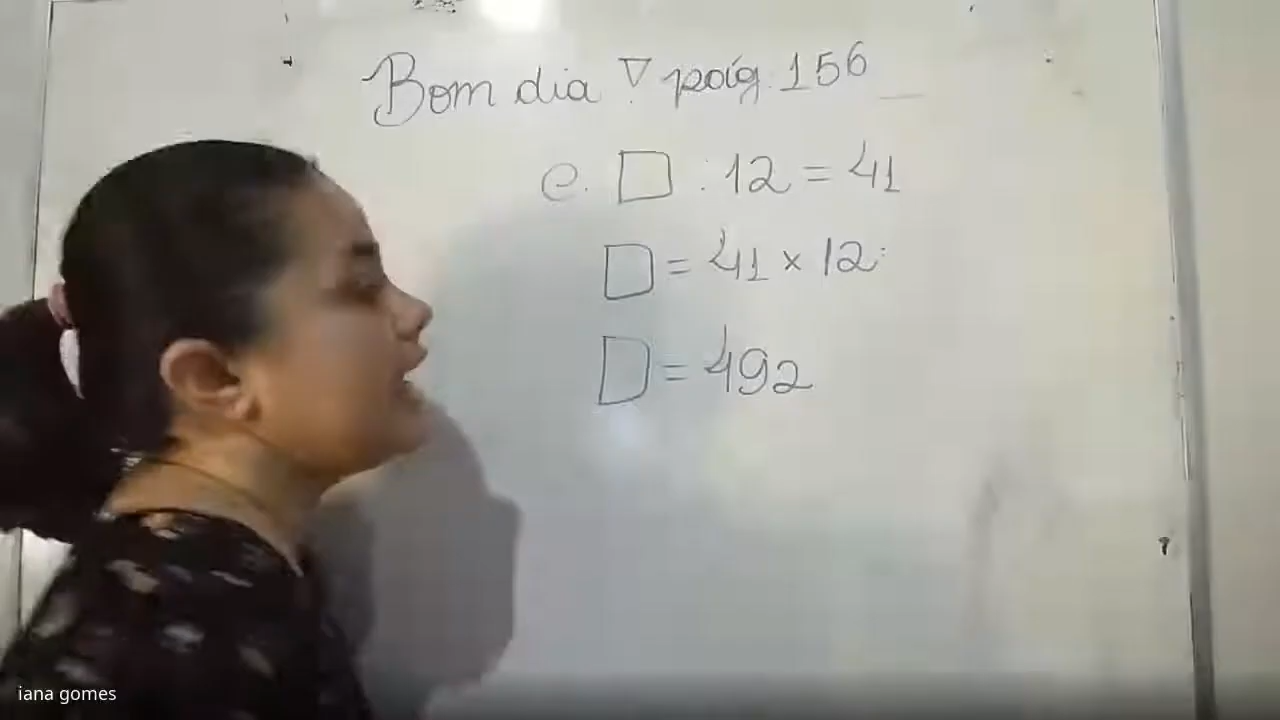 Bom dia ! pág. 156
e. □ : 12 = 41
□ = 41 x 12
□ = 492
iana gomes